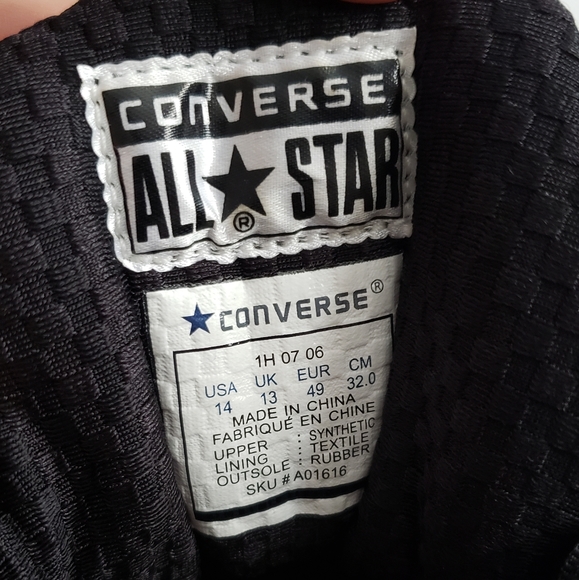 CONVERSE
ALL★STAR
®
★CONVERSE®
1H 07 06
USA UK EUR CM
14 13 49 32.0
MADE IN CHINA
FABRIQUÉ EN CHINE
UPPER : SYNTHETIC
LINING : TEXTILE
OUTSOLE : RUBBER
SKU # A01616